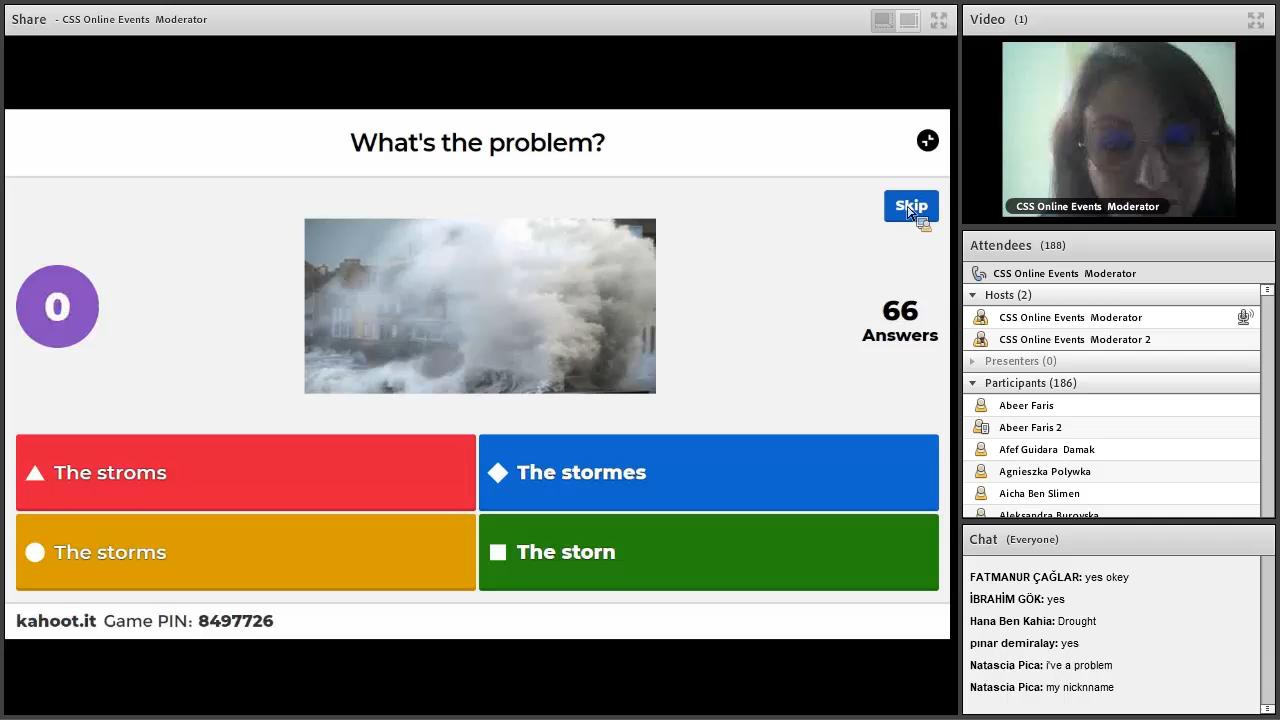 Share - CSS Online Events Moderator
What's the problem?
Skip
0
66
Answers
The stroms
The stormes
The storms
The storn
kahoot.it Game PIN: 8497726
Video (1)
CSS Online Events Moderator
Attendees (188)
CSS Online Events Moderator
Hosts (2)
CSS Online Events Moderator
CSS Online Events Moderator 2
Presenters (0)
Participants (186)
Abeer Faris
Abeer Faris 2
Afef Guidara Damak
Agnieszka Polywka
Aicha Ben Slimen
Aleksandra Burovska
Chat (Everyone)
FATMANUR ÇAĞLAR: yes okey
İBRAHİM GÖK: yes
Hana Ben Kahia: Drought
pınar demiralay: yes
Natascia Pica: i've a problem
Natascia Pica: my nicknname